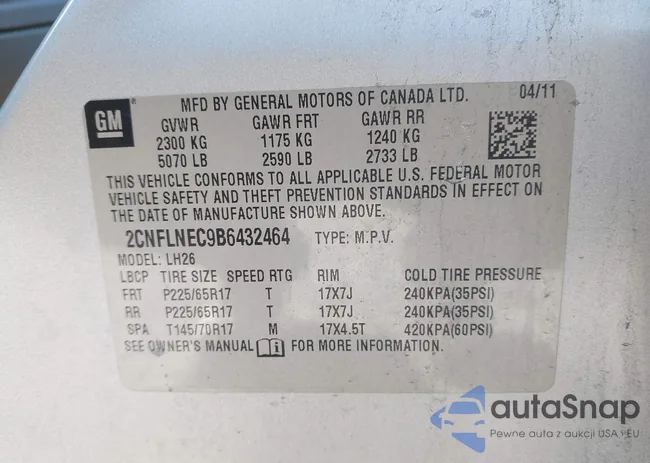 MFD BY GENERAL MOTORS OF CANADA LTD. 04/11
GM
GVWR GAWR FRT GAWR RR
2300 KG 1175 KG 1240 KG
5070 LB 2590 LB 2733 LB
THIS VEHICLE CONFORMS TO ALL APPLICABLE U.S. FEDERAL MOTOR
VEHICLE SAFETY AND THEFT PREVENTION STANDARDS IN EFFECT ON
THE DATE OF MANUFACTURE SHOWN ABOVE.
2CNFLNEC9B6432464 TYPE: M.P.V.
MODEL: LH26
LBCP TIRE SIZE SPEED RTG RIM COLD TIRE PRESSURE
FRT P225/65R17 T 17X7J 240KPA(35PSI)
RR P225/65R17 T 17X7J 240KPA(35PSI)
SPA T145/70R17 M 17X4.5T 420KPA(60PSI)
SEE OWNER'S MANUAL FOR MORE INFORMATION.
autoSnap
Pewne auta z aukcji USA i EU